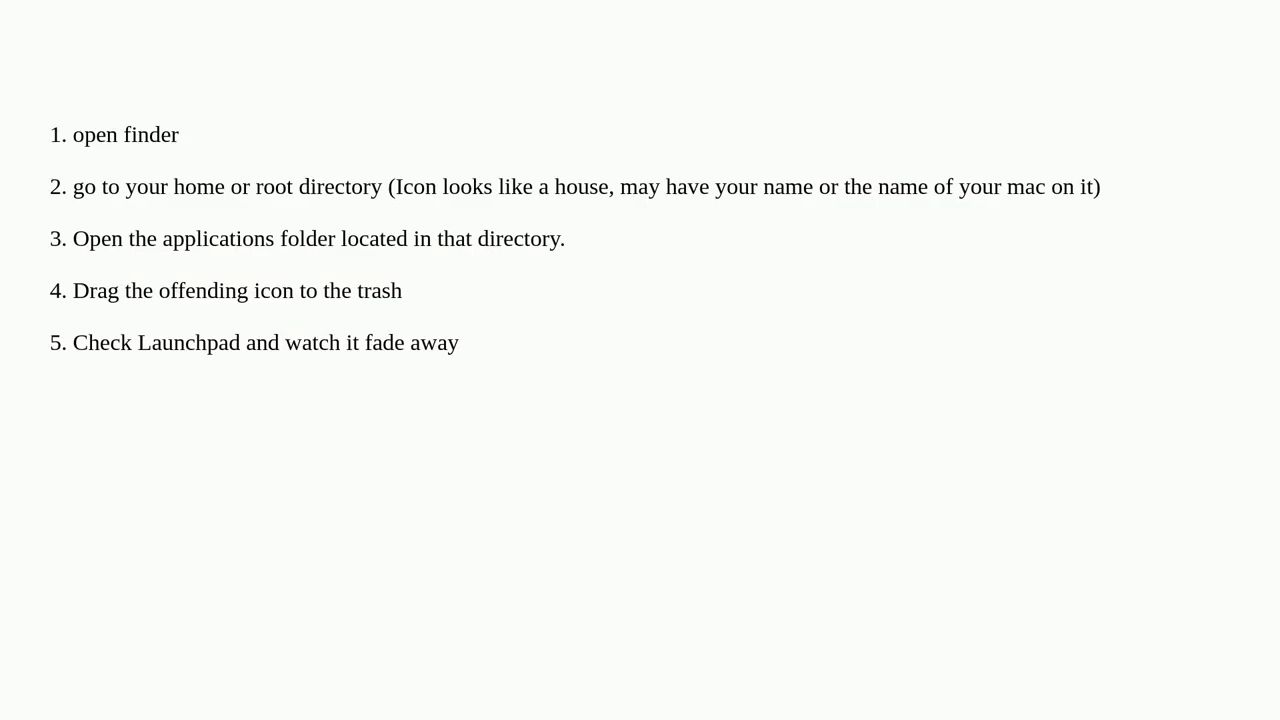 1. open finder
2. go to your home or root directory (Icon looks like a house, may have your name or the name of your mac on it)
3. Open the applications folder located in that directory.
4. Drag the offending icon to the trash
5. Check Launchpad and watch it fade away